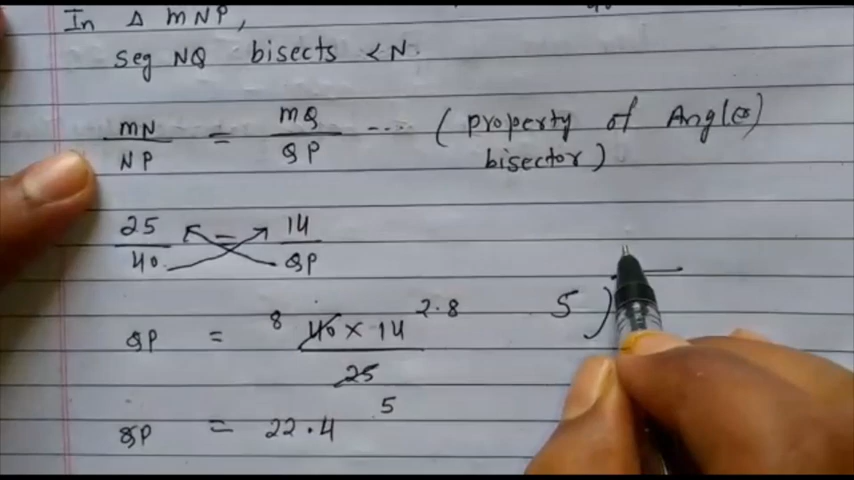 In Δ MNP,
seg NQ bisects <N.
MN/NP = MQ/QP .... (property of Angle bisector)
25/40 = 14/QP
QP = 8 40 × 14 2.8 / 25 5
QP = 22.4
5)